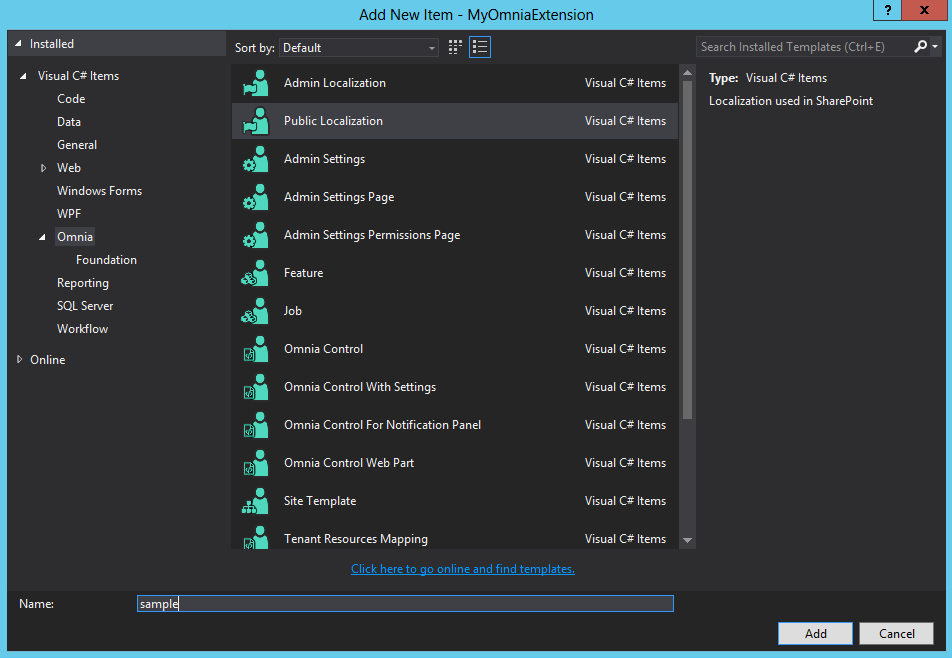 Add New Item - MyOmniaExtension
? x
Installed
Sort by: Default
Search Installed Templates (Ctrl+E)
Visual C# Items
Code
Data
General
Web
Windows Forms
WPF
Omnia
Foundation
Reporting
SQL Server
Workflow
Online
Admin Localization Visual C# Items
Public Localization Visual C# Items
Admin Settings Visual C# Items
Admin Settings Page Visual C# Items
Admin Settings Permissions Page Visual C# Items
Feature Visual C# Items
Job Visual C# Items
Omnia Control Visual C# Items
Omnia Control With Settings Visual C# Items
Omnia Control For Notification Panel Visual C# Items
Omnia Control Web Part Visual C# Items
Site Template Visual C# Items
Tenant Resources Mapping Visual C# Items
Type: Visual C# Items
Localization used in SharePoint
Click here to go online and find templates.
Name: sample
Add Cancel